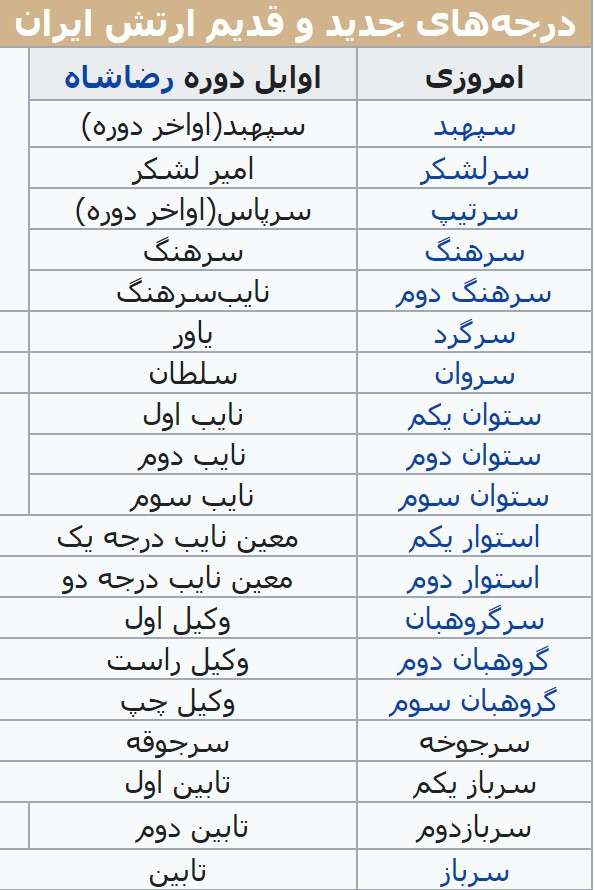 درجه‌های جدید و قدیم ارتش ایران
امروزی اوایل دوره رضاشاه
سپهبد سپهبد(اواخر دوره)
سرلشکر امیر لشکر
سرتیپ سرپاس(اواخر دوره)
سرهنگ سرهنگ
سرهنگ دوم نایب‌سرهنگ
سرگرد یاور
سروان سلطان
ستوان یکم نایب اول
ستوان دوم نایب دوم
ستوان سوم نایب سوم
استوار یکم معین نایب درجه یک
استوار دوم معین نایب درجه دو
سرگروهبان وکیل اول
گروهبان دوم وکیل راست
گروهبان سوم وکیل چپ
سرجوخه سرجوقه
سرباز یکم تابین اول
سربازدوم تابین دوم
سرباز تابین